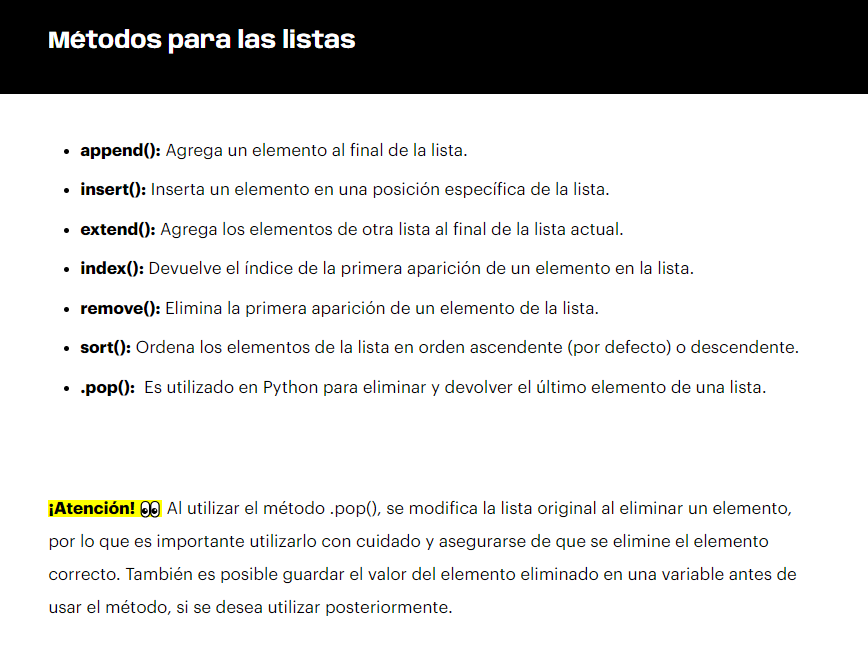 Métodos para las listas
• append(): Agrega un elemento al final de la lista.
• insert(): Inserta un elemento en una posición específica de la lista.
• extend(): Agrega los elementos de otra lista al final de la lista actual.
• index(): Devuelve el índice de la primera aparición de un elemento en la lista.
• remove(): Elimina la primera aparición de un elemento de la lista.
• sort(): Ordena los elementos de la lista en orden ascendente (por defecto) o descendente.
• .pop(): Es utilizado en Python para eliminar y devolver el último elemento de una lista.
¡Atención! 👀 Al utilizar el método .pop(), se modifica la lista original al eliminar un elemento,
por lo que es importante utilizarlo con cuidado y asegurarse de que se elimine el elemento
correcto. También es posible guardar el valor del elemento eliminado en una variable antes de
usar el método, si se desea utilizar posteriormente.